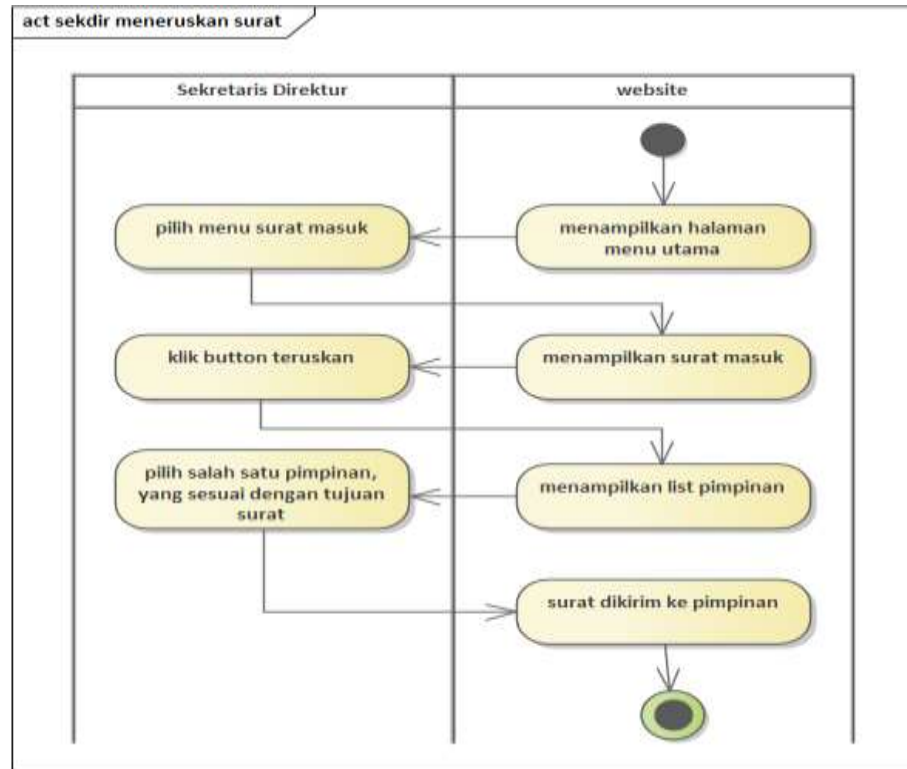 act sekdir meneruskan surat
Sekretaris Direktur
website
menampilkan halaman
menu utama
pilih menu surat masuk
menampilkan surat masuk
klik button teruskan
menampilkan list pimpinan
pilih salah satu pimpinan,
yang sesuai dengan tujuan
surat
surat dikirim ke pimpinan